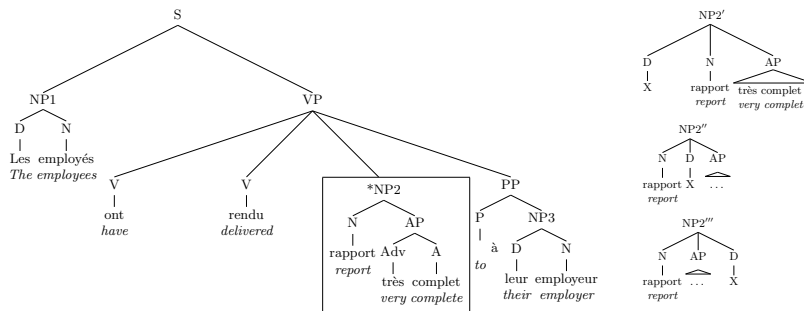 S
NP2′
D N AP
X rapport très complet
report very complete
NP1 VP
D N
Les employés
The employees
NP2″
N D AP
rapport X …
report
V V *NP2 PP
ont rendu N AP P NP3
have delivered rapport Adv A à D N
report très complet to leur employeur
very complete their employer
NP2‴
N AP D
rapport … X
report